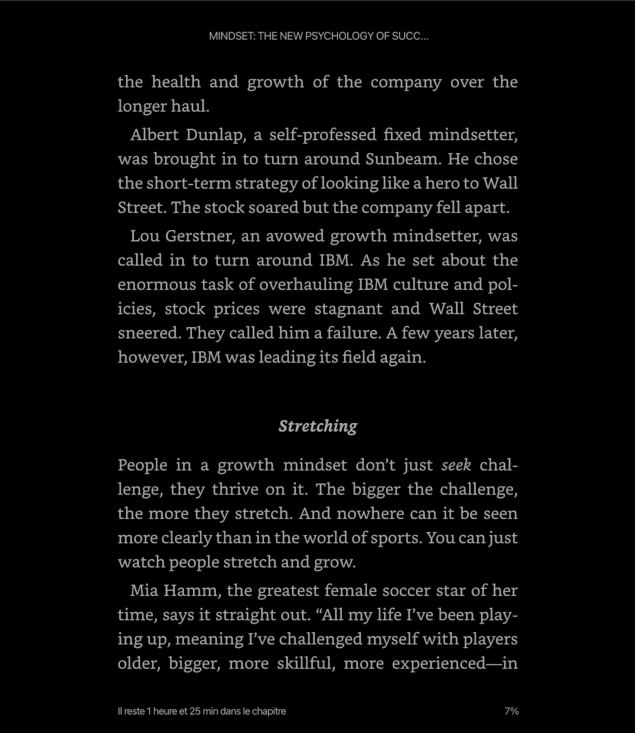 MINDSET: THE NEW PSYCHOLOGY OF SUCC...
the health and growth of the company over the
longer haul.
Albert Dunlap, a self-professed fixed mindsetter,
was brought in to turn around Sunbeam. He chose
the short-term strategy of looking like a hero to Wall
Street. The stock soared but the company fell apart.
Lou Gerstner, an avowed growth mindsetter, was
called in to turn around IBM. As he set about the
enormous task of overhauling IBM culture and pol-
icies, stock prices were stagnant and Wall Street
sneered. They called him a failure. A few years later,
however, IBM was leading its field again.
Stretching
People in a growth mindset don’t just seek chal-
lenge, they thrive on it. The bigger the challenge,
the more they stretch. And nowhere can it be seen
more clearly than in the world of sports. You can just
watch people stretch and grow.
Mia Hamm, the greatest female soccer star of her
time, says it straight out. “All my life I’ve been play-
ing up, meaning I’ve challenged myself with players
older, bigger, more skillful, more experienced—in
Il reste 1 heure et 25 min dans le chapitre
7%